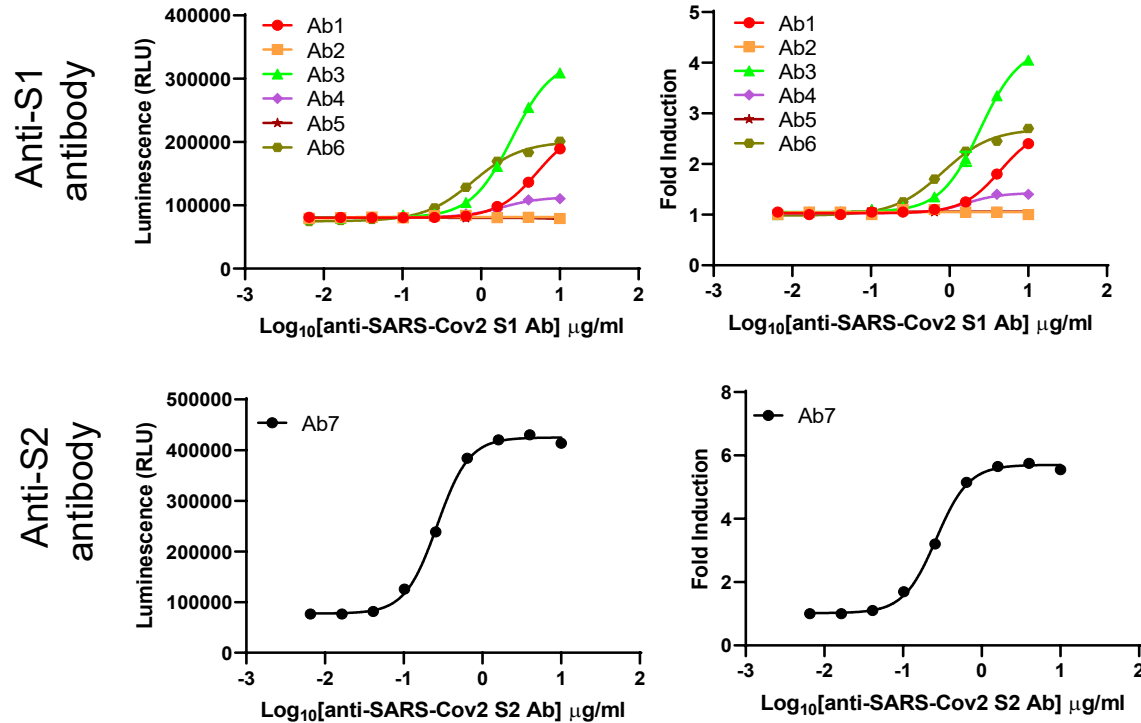 Anti-S1
antibody
Luminescence (RLU)
400000
300000
200000
100000
0
Ab1
Ab2
Ab3
Ab4
Ab5
Ab6
-3 -2 -1 0 1 2
Log10[anti-SARS-Cov2 S1 Ab] μg/ml
Fold Induction
5
4
3
2
1
0
Ab1
Ab2
Ab3
Ab4
Ab5
Ab6
-3 -2 -1 0 1 2
Log10[anti-SARS-Cov2 S1 Ab] μg/ml
Anti-S2
antibody
Luminescence (RLU)
500000
400000
300000
200000
100000
0
Ab7
-3 -2 -1 0 1 2
Log10[anti-SARS-Cov2 S2 Ab] μg/ml
Fold Induction
8
6
4
2
0
Ab7
-3 -2 -1 0 1 2
Log10[anti-SARS-Cov2 S2 Ab] μg/ml